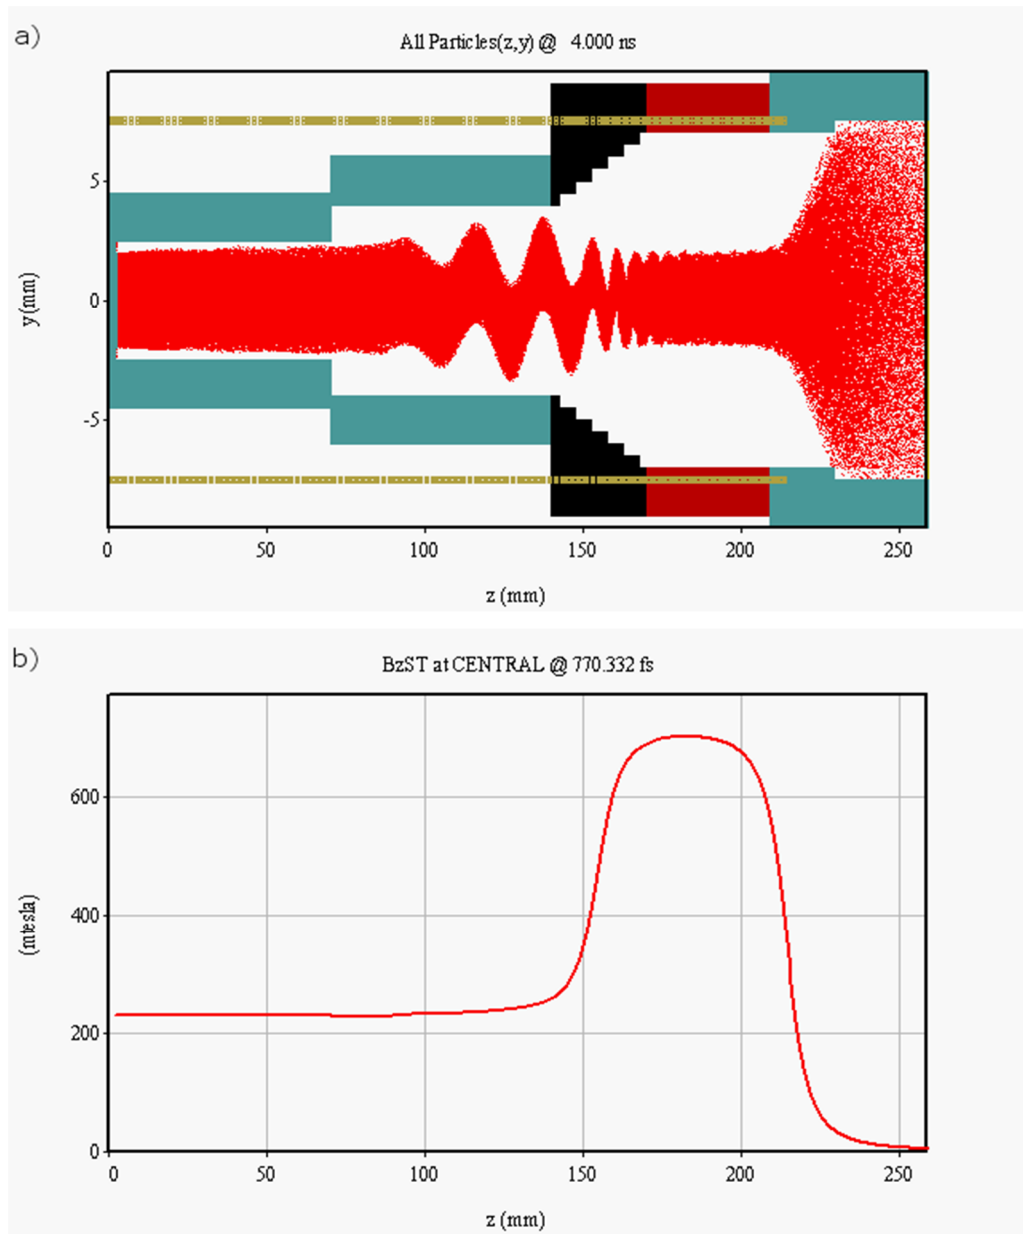 a)
All Particles(z,y) @ 4.000 ns
5
0
-5
y(mm)
0 50 100 150 200 250
z (mm)
b)
BzST at CENTRAL @ 770.332 fs
600
400
200
0
(mtesla)
0 50 100 150 200 250
z (mm)